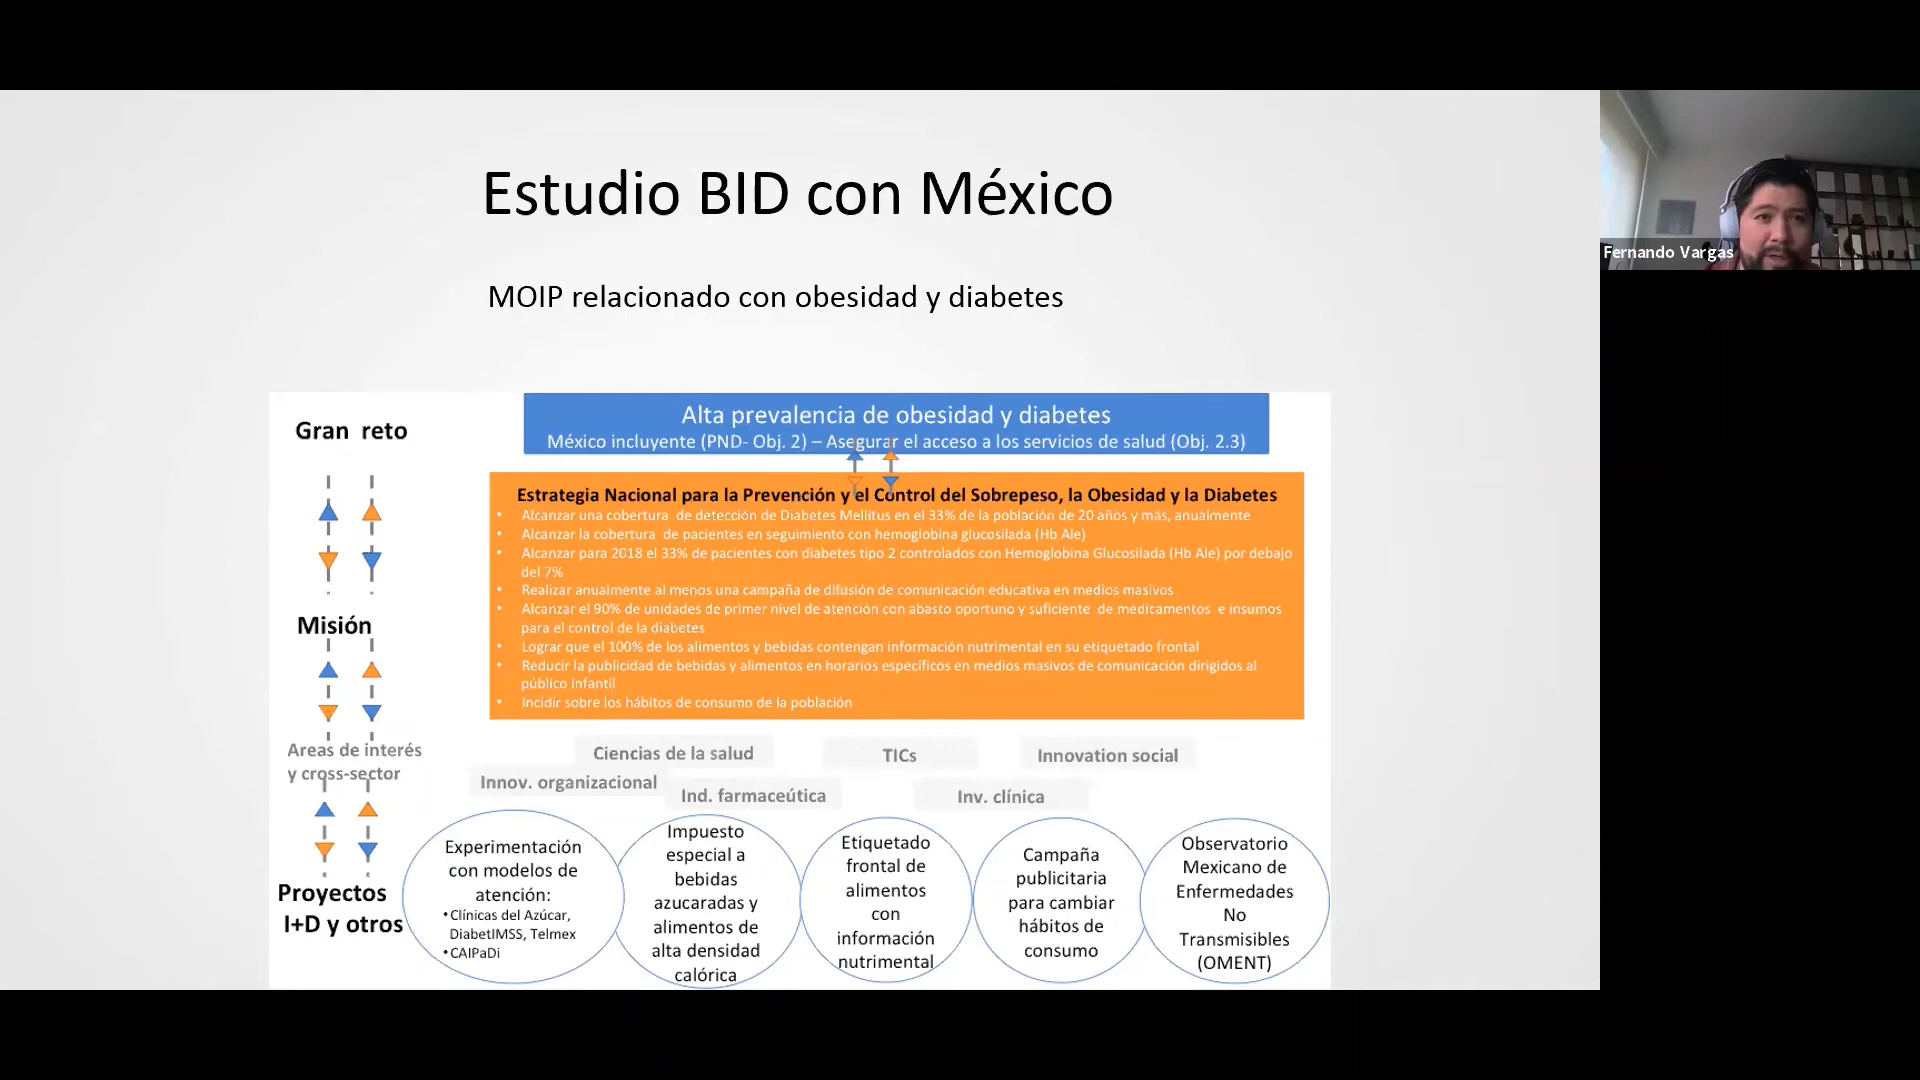 Estudio BID con México
Fernando Vargas
MOIP relacionado con obesidad y diabetes
Gran reto
Alta prevalencia de obesidad y diabetes
México incluyente (PND- Obj. 2) – Asegurar el acceso a los servicios de salud (Obj. 2.3)
Estrategia Nacional para la Prevención y el Control del Sobrepeso, la Obesidad y la Diabetes
• Alcanzar una cobertura de detección de Diabetes Mellitus en el 33% de la población de 20 años y más, anualmente
• Alcanzar la cobertura de pacientes en seguimiento con hemoglobina glucosilada (Hb Ale)
• Alcanzar para 2018 el 33% de pacientes con diabetes tipo 2 controlados con Hemoglobina Glucosilada (Hb Ale) por debajo
del 7%
• Realizar anualmente al menos una campaña de difusión de comunicación educativa en medios masivos
• Alcanzar el 90% de unidades de primer nivel de atención con abasto oportuno y suficiente de medicamentos e insumos
para el control de la diabetes
• Lograr que el 100% de los alimentos y bebidas contengan información nutrimental en su etiquetado frontal
• Reducir la publicidad de bebidas y alimentos en horarios específicos en medios masivos de comunicación dirigidos al
público infantil
• Incidir sobre los hábitos de consumo de la población
Misión
Areas de interés
y cross-sector
Ciencias de la salud
TICs
Innovation social
Innov. organizacional
Ind. farmaceútica
Inv. clínica
Proyectos
I+D y otros
Experimentación
con modelos de
atención:
•Clínicas del Azúcar,
DiabetIMSS, Telmex
•CAIPaDi
Impuesto
especial a
bebidas
azucaradas y
alimentos de
alta densidad
calórica
Etiquetado
frontal de
alimentos
con
información
nutrimental
Campaña
publicitaria
para cambiar
hábitos de
consumo
Observatorio
Mexicano de
Enfermedades
No
Transmisibles
(OMENT)